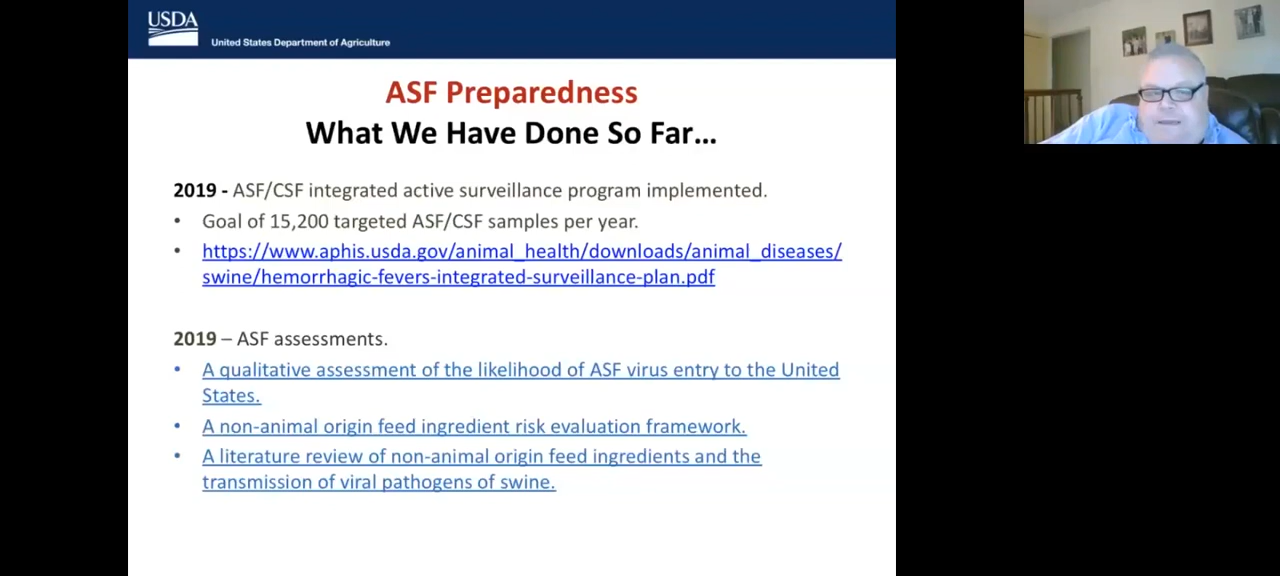 USDA
United States Department of Agriculture
ASF Preparedness
What We Have Done So Far...
2019 - ASF/CSF integrated active surveillance program implemented.
• Goal of 15,200 targeted ASF/CSF samples per year.
• https://www.aphis.usda.gov/animal_health/downloads/animal_diseases/
swine/hemorrhagic-fevers-integrated-surveillance-plan.pdf
2019 – ASF assessments.
• A qualitative assessment of the likelihood of ASF virus entry to the United
States.
• A non-animal origin feed ingredient risk evaluation framework.
• A literature review of non-animal origin feed ingredients and the
transmission of viral pathogens of swine.